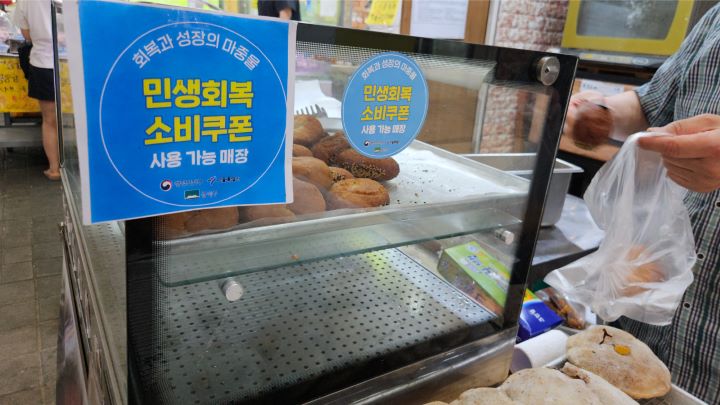 회복과 성장의 마중물
민생회복
소비쿠폰
사용 가능 매장
회복과 성장의 마중물
민생회복
소비쿠폰
사용 가능 매장